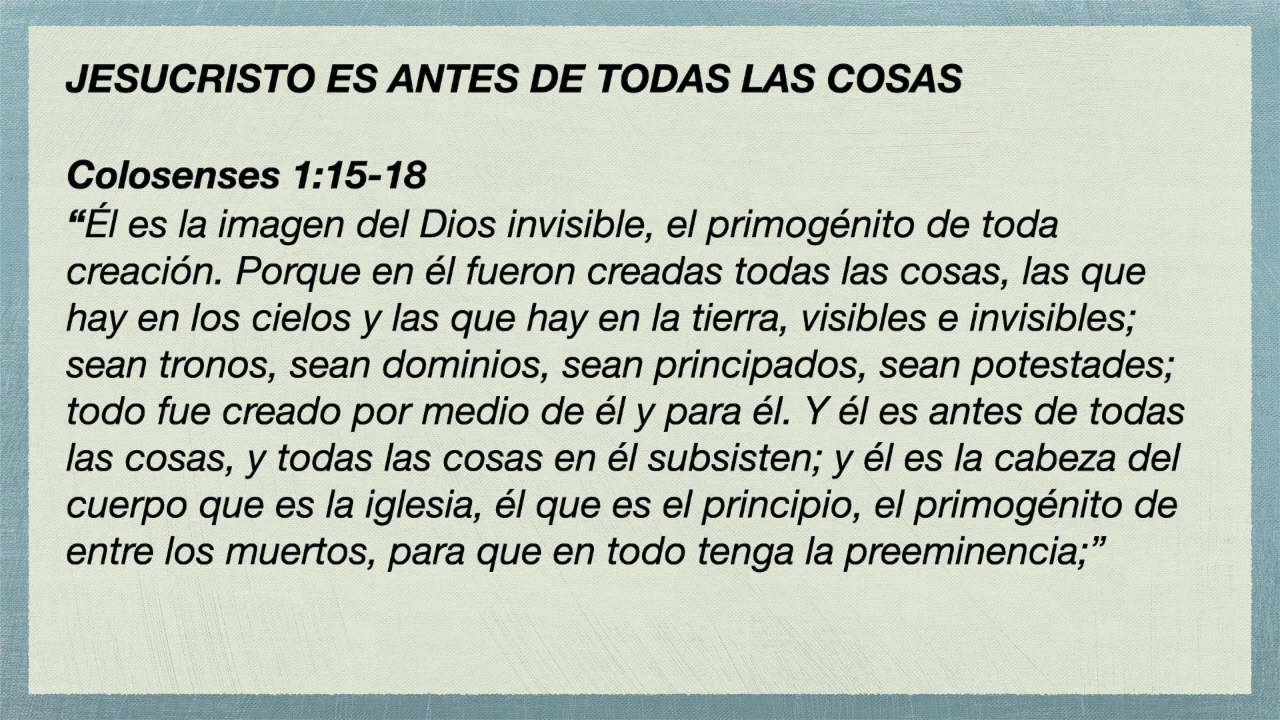 JESUCRISTO ES ANTES DE TODAS LAS COSAS
Colosenses 1:15-18
“Él es la imagen del Dios invisible, el primogénito de toda
creación. Porque en él fueron creadas todas las cosas, las que
hay en los cielos y las que hay en la tierra, visibles e invisibles;
sean tronos, sean dominios, sean principados, sean potestades;
todo fue creado por medio de él y para él. Y él es antes de todas
las cosas, y todas las cosas en él subsisten; y él es la cabeza del
cuerpo que es la iglesia, él que es el principio, el primogénito de
entre los muertos, para que en todo tenga la preeminencia;”